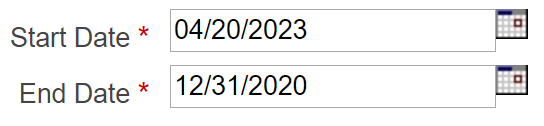 Start Date * 04/20/2023
End Date * 12/31/2020